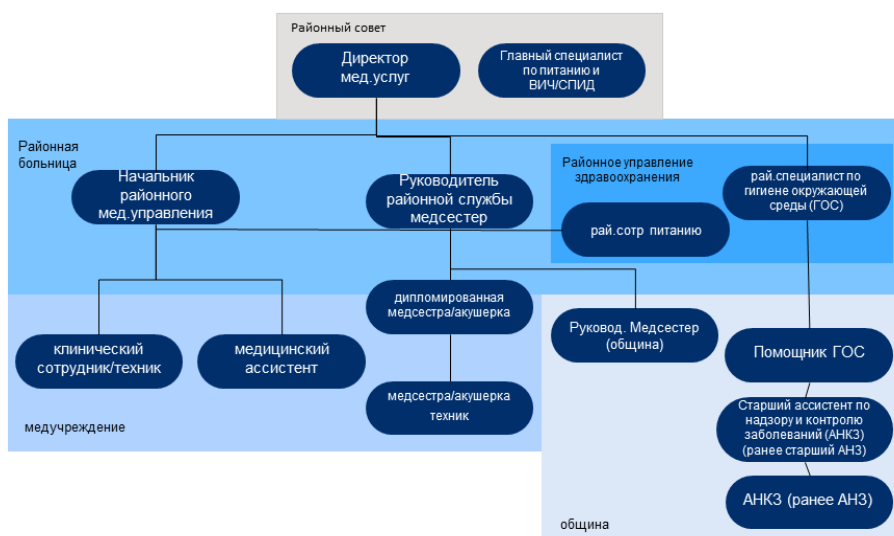 Районный совет
Директор
мед.услуг
Главный специалист
по питанию и
ВИЧ/СПИД
Районная
больница
Начальник
районного
мед.управления
Руководитель
районной службы
медсестер
Районное управление
здравоохранения
рай.специалист по
гигиене окружающей
среды (ГОС)
рай.сотр питанию
клинический
сотрудник/техник
медицинский
ассистент
дипломированная
медсестра/акушерка
медсестра/акушерка
техник
Руковод. Медсестер
(община)
Помощник ГОС
Старший ассистент по
надзору и контролю
заболеваний (АНКЗ)
(ранее старший АНЗ)
АНКЗ (ранее АНЗ)
медучреждение
община